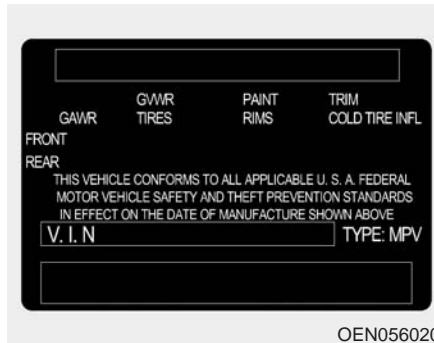 GVWR PAINT TRIM
GAWR TIRES RIMS COLD TIRE INFL
FRONT
REAR
THIS VEHICLE CONFORMS TO ALL APPLICABLE U. S. A. FEDERAL
MOTOR VEHICLE SAFETY AND THEFT PREVENTION STANDARDS
IN EFFECT ON THE DATE OF MANUFACTURE SHOWN ABOVE
V. I. N TYPE: MPV
OEN056020